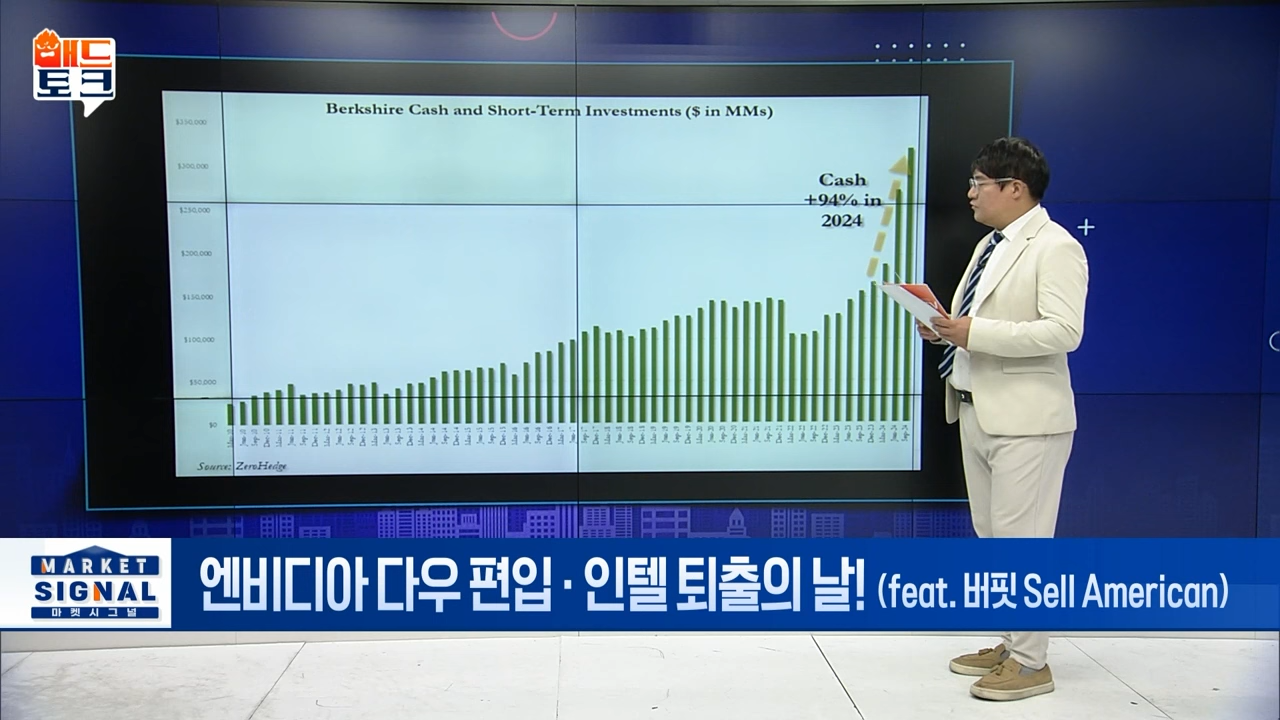 매드
토크
Berkshire Cash and Short-Term Investments ($ in MMs)
$350,000
$300,000
$250,000
$200,000
$150,000
$100,000
$50,000
$0
Cash
+94% in
2024
Source: ZeroHedge
MARKET
SIGNAL
마켓시그널
엔비디아 다우 편입·인텔 퇴출의 날! (feat. 버핏 Sell American)